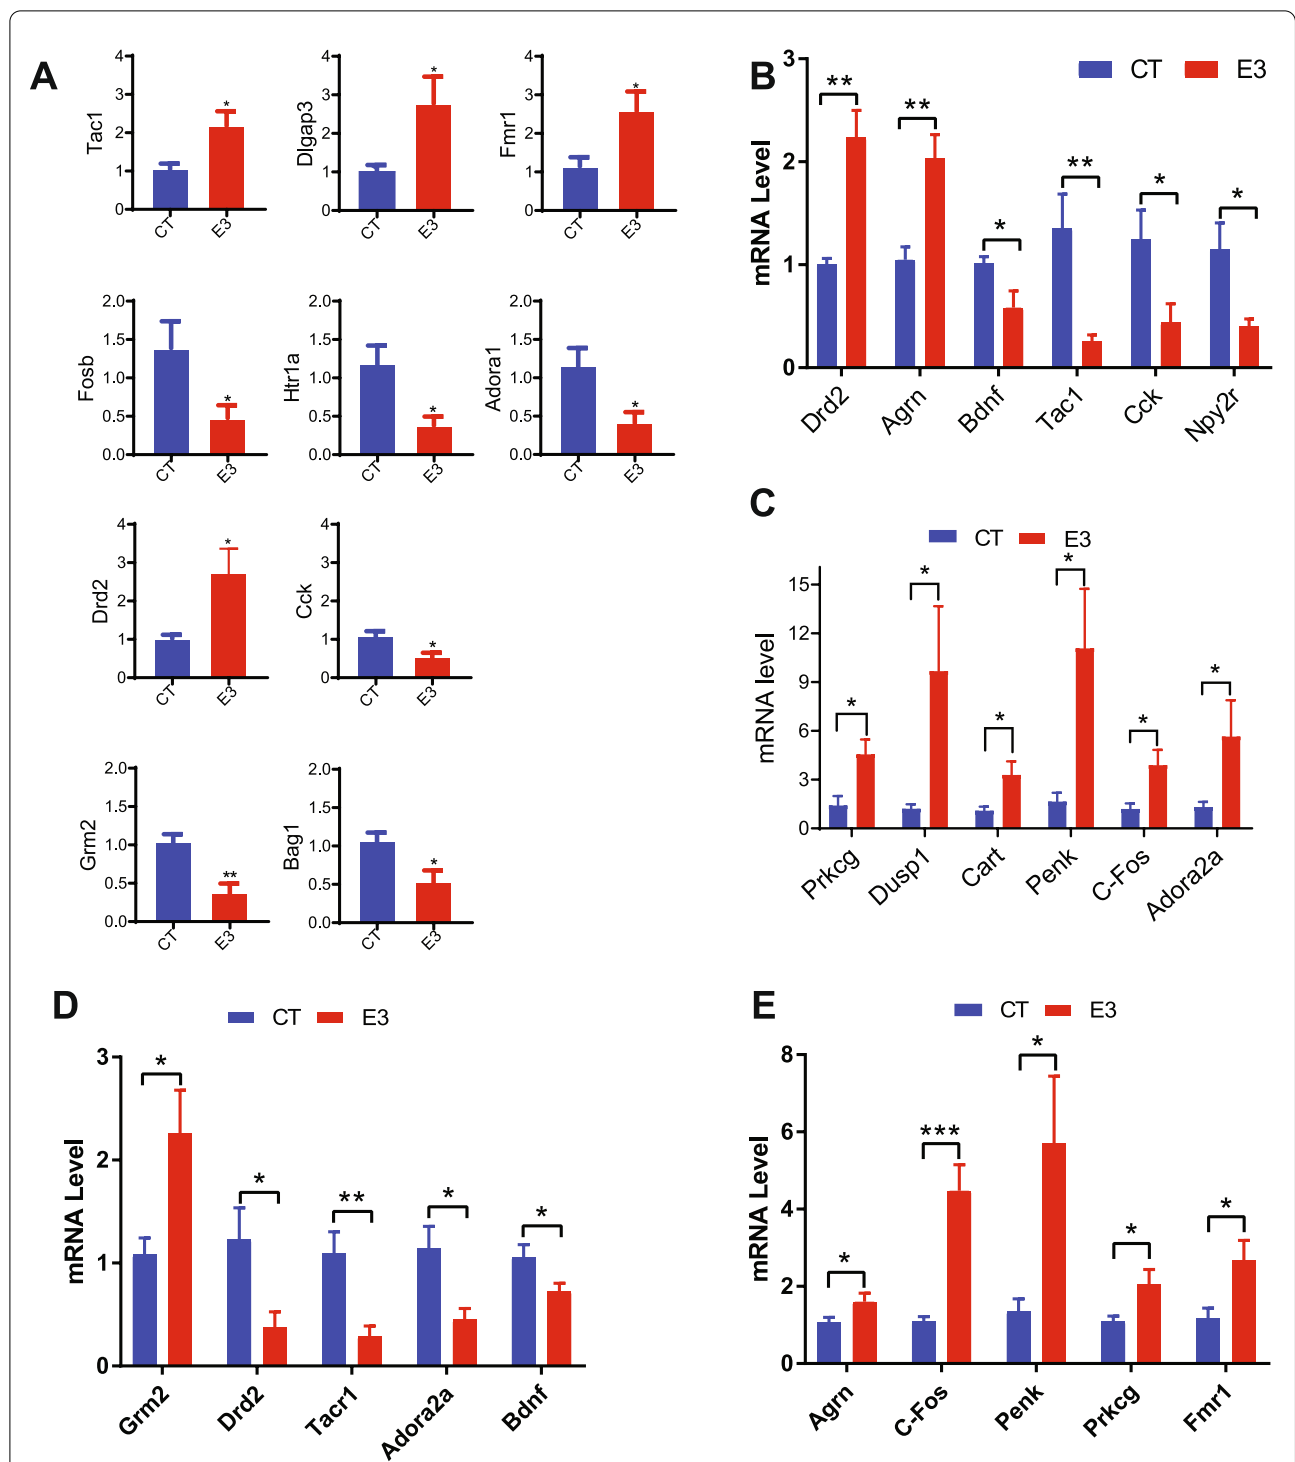 A
Tac1
4
3
2
1
0
*
CT
E3
Dlgap3
4
3
2
1
0
*
CT
E3
Fmr1
4
3
2
1
0
*
CT
E3
Fosb
2.0
1.5
1.0
0.5
0.0
*
CT
E3
Htr1a
2.0
1.5
1.0
0.5
0.0
*
CT
E3
Adora1
2.0
1.5
1.0
0.5
0.0
*
CT
E3
Drd2
4
3
2
1
0
*
CT
E3
Cck
4
3
2
1
0
*
CT
E3
Grm2
2.0
1.5
1.0
0.5
0.0
**
CT
E3
Bag1
2.0
1.5
1.0
0.5
0.0
*
CT
E3
B
CT E3
mRNA Level
3
2
1
0
** ** * ** * *
Drd2 Agrn Bdnf Tac1 Cck Npy2r
C
CT E3
mRNA level
15
12
9
6
3
0
* * * * * *
Prkcg Dusp1 Cart Penk C-Fos Adora2a
D
CT E3
mRNA Level
3
2
1
0
* * ** * *
Grm2 Drd2 Tacr1 Adora2a Bdnf
E
CT E3
mRNA Level
8
6
4
2
0
* *** * * *
Agrn C-Fos Penk Prkcg Fmr1